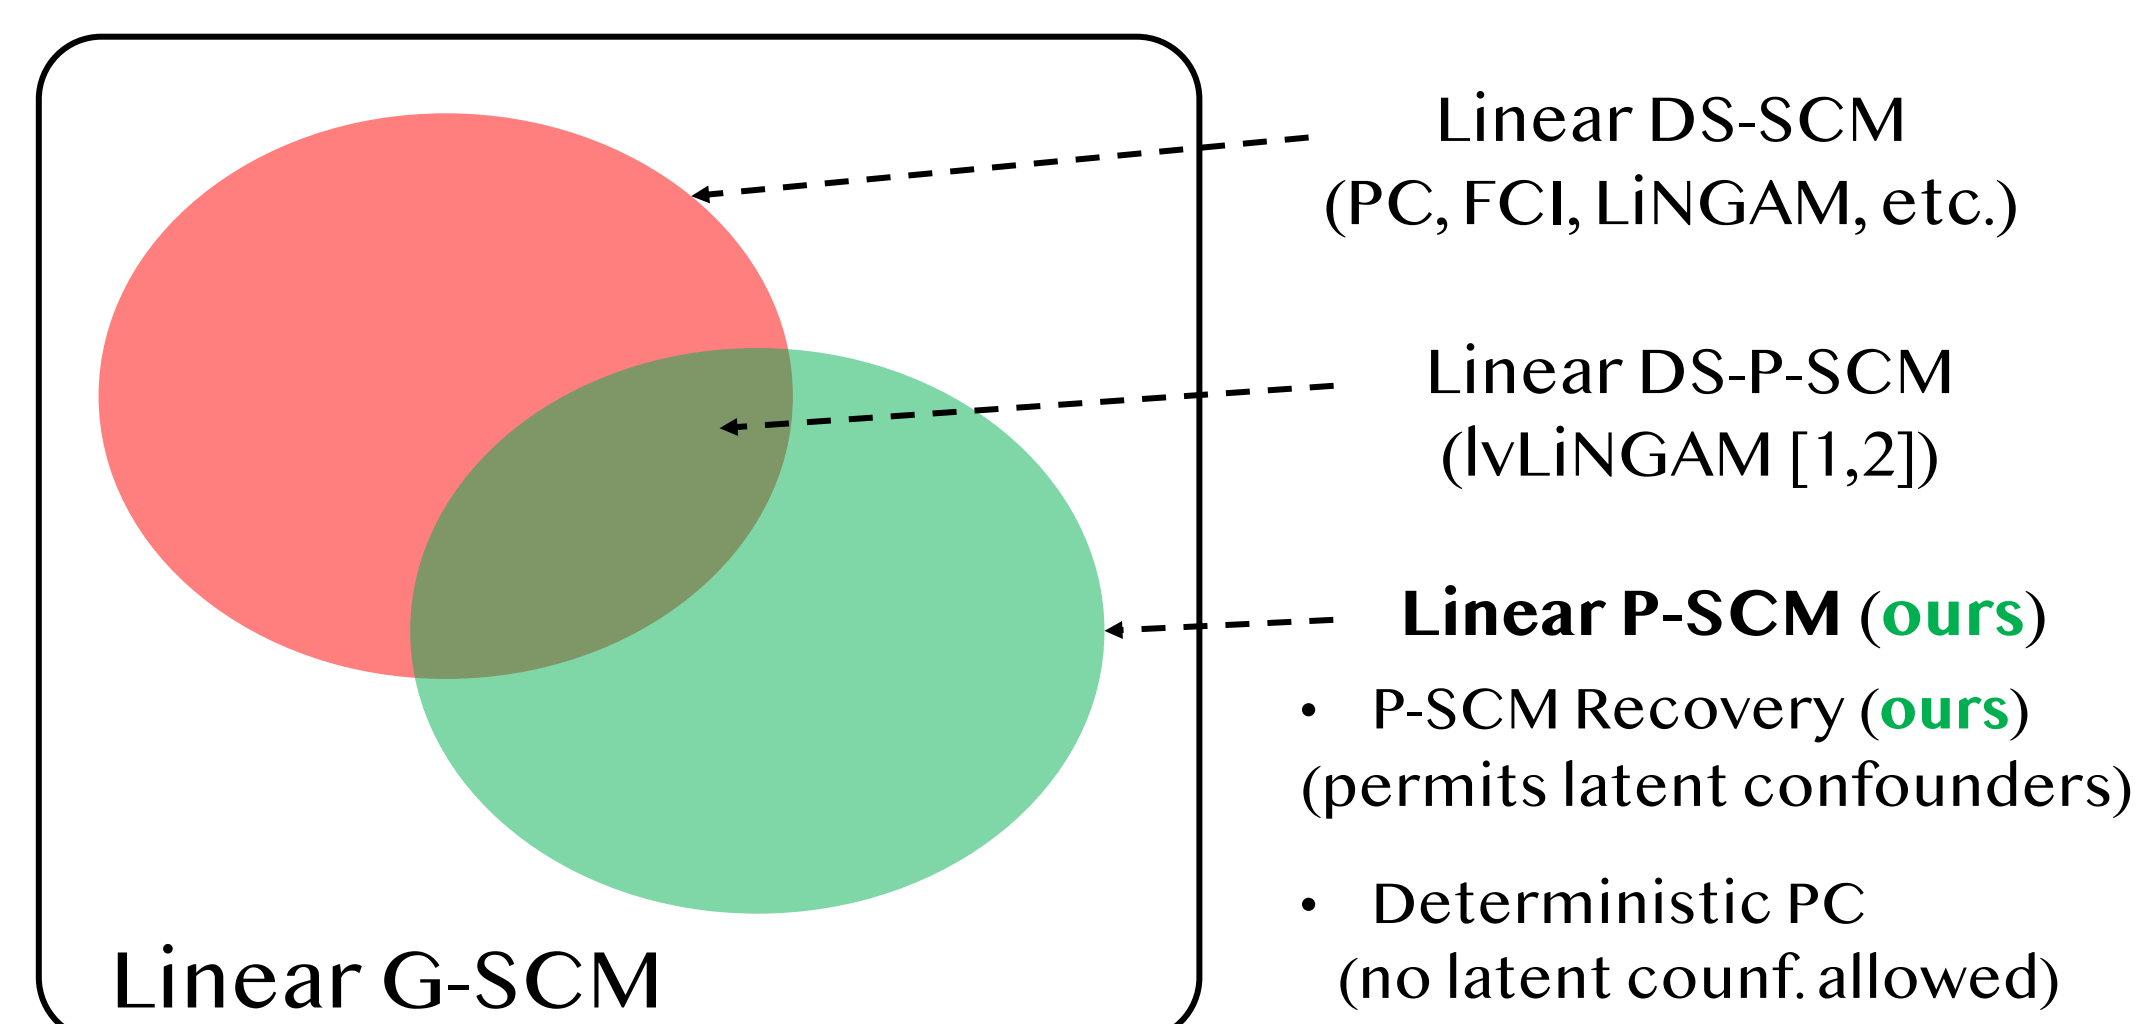 Linear DS-SCM
(PC, FCI, LiNGAM, etc.)
Linear DS-P-SCM
(lvLiNGAM [1,2])
Linear P-SCM (ours)
• P-SCM Recovery (ours)
(permits latent confounders)
• Deterministic PC
(no latent counf. allowed)
Linear G-SCM